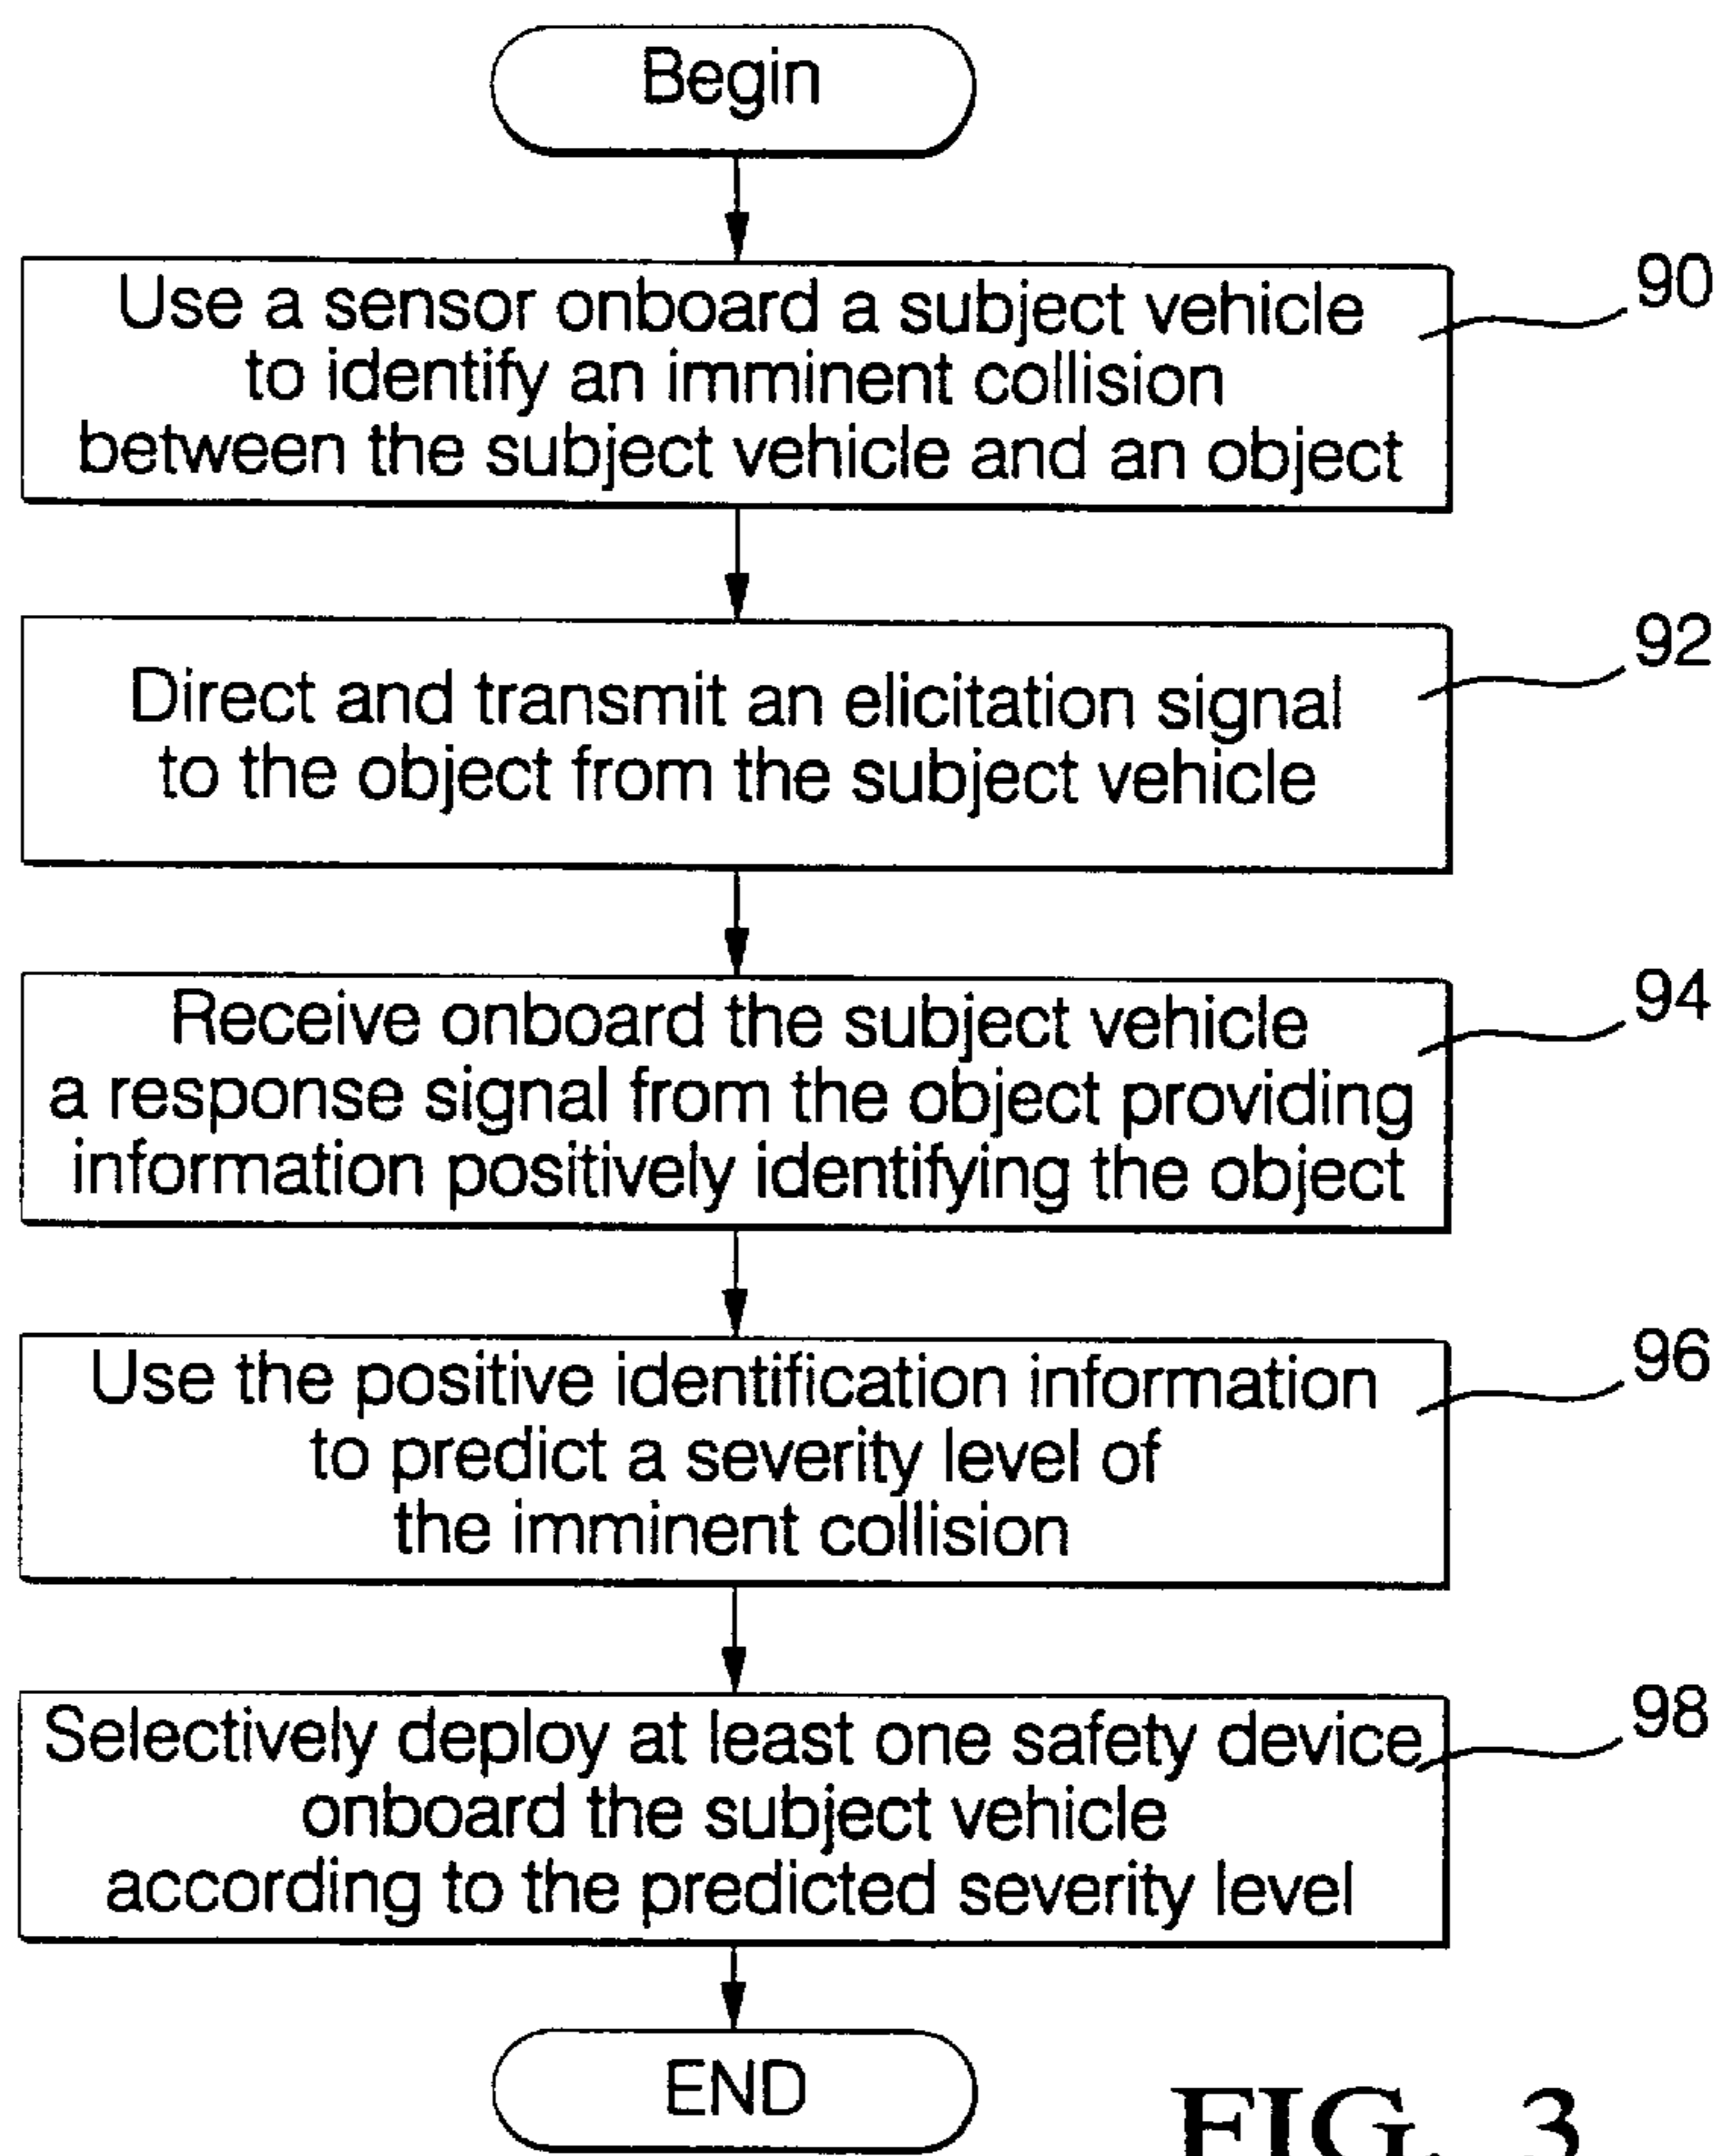 Begin
Use a sensor onboard a subject vehicle
to identify an imminent collision
between the subject vehicle and an object
90
Direct and transmit an elicitation signal
to the object from the subject vehicle
92
Receive onboard the subject vehicle
a response signal from the object providing
information positively identifying the object
94
Use the positive identification information
to predict a severity level of
the imminent collision
96
Selectively deploy at least one safety device
onboard the subject vehicle
according to the predicted severity level
98
END
FIG. 3